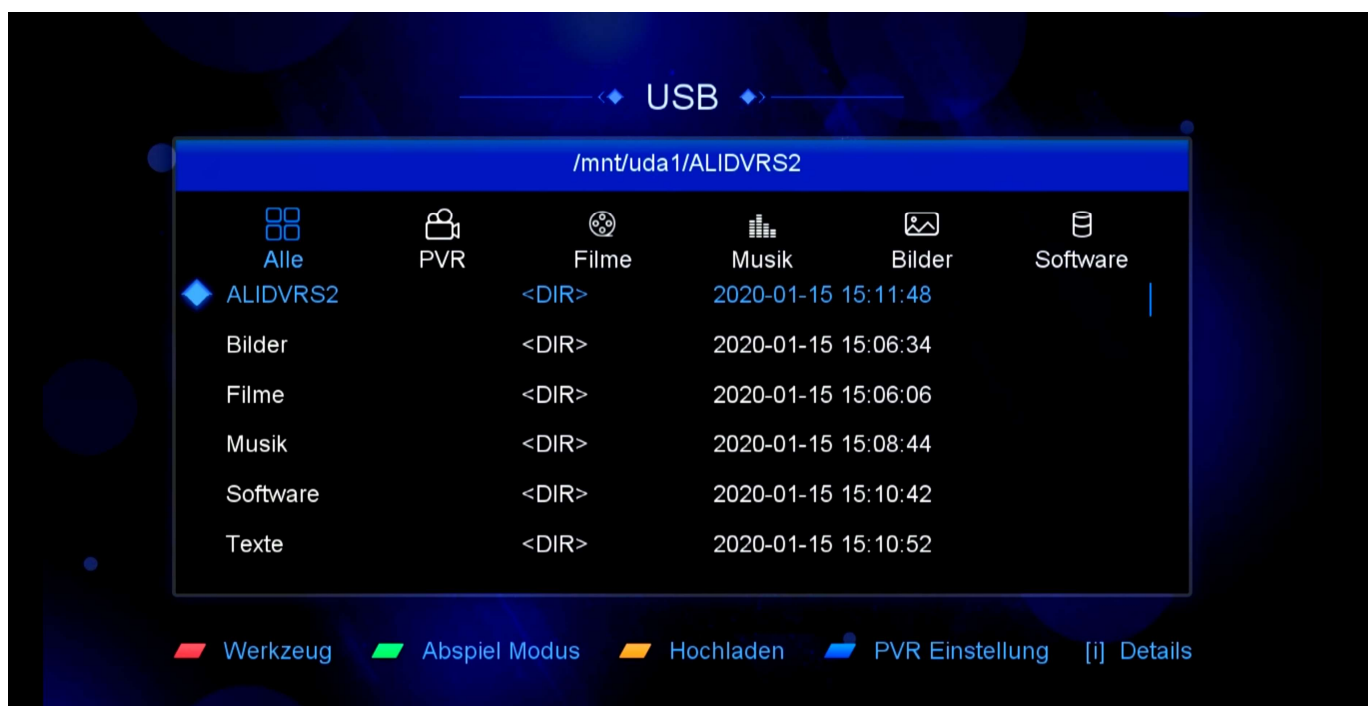 USB
/mnt/uda1/ALIDVRS2
Alle PVR Filme Musik Bilder Software
ALIDVRS2 <DIR> 2020-01-15 15:11:48
Bilder <DIR> 2020-01-15 15:06:34
Filme <DIR> 2020-01-15 15:06:06
Musik <DIR> 2020-01-15 15:08:44
Software <DIR> 2020-01-15 15:10:42
Texte <DIR> 2020-01-15 15:10:52
Werkzeug Abspiel Modus Hochladen PVR Einstellung [i] Details